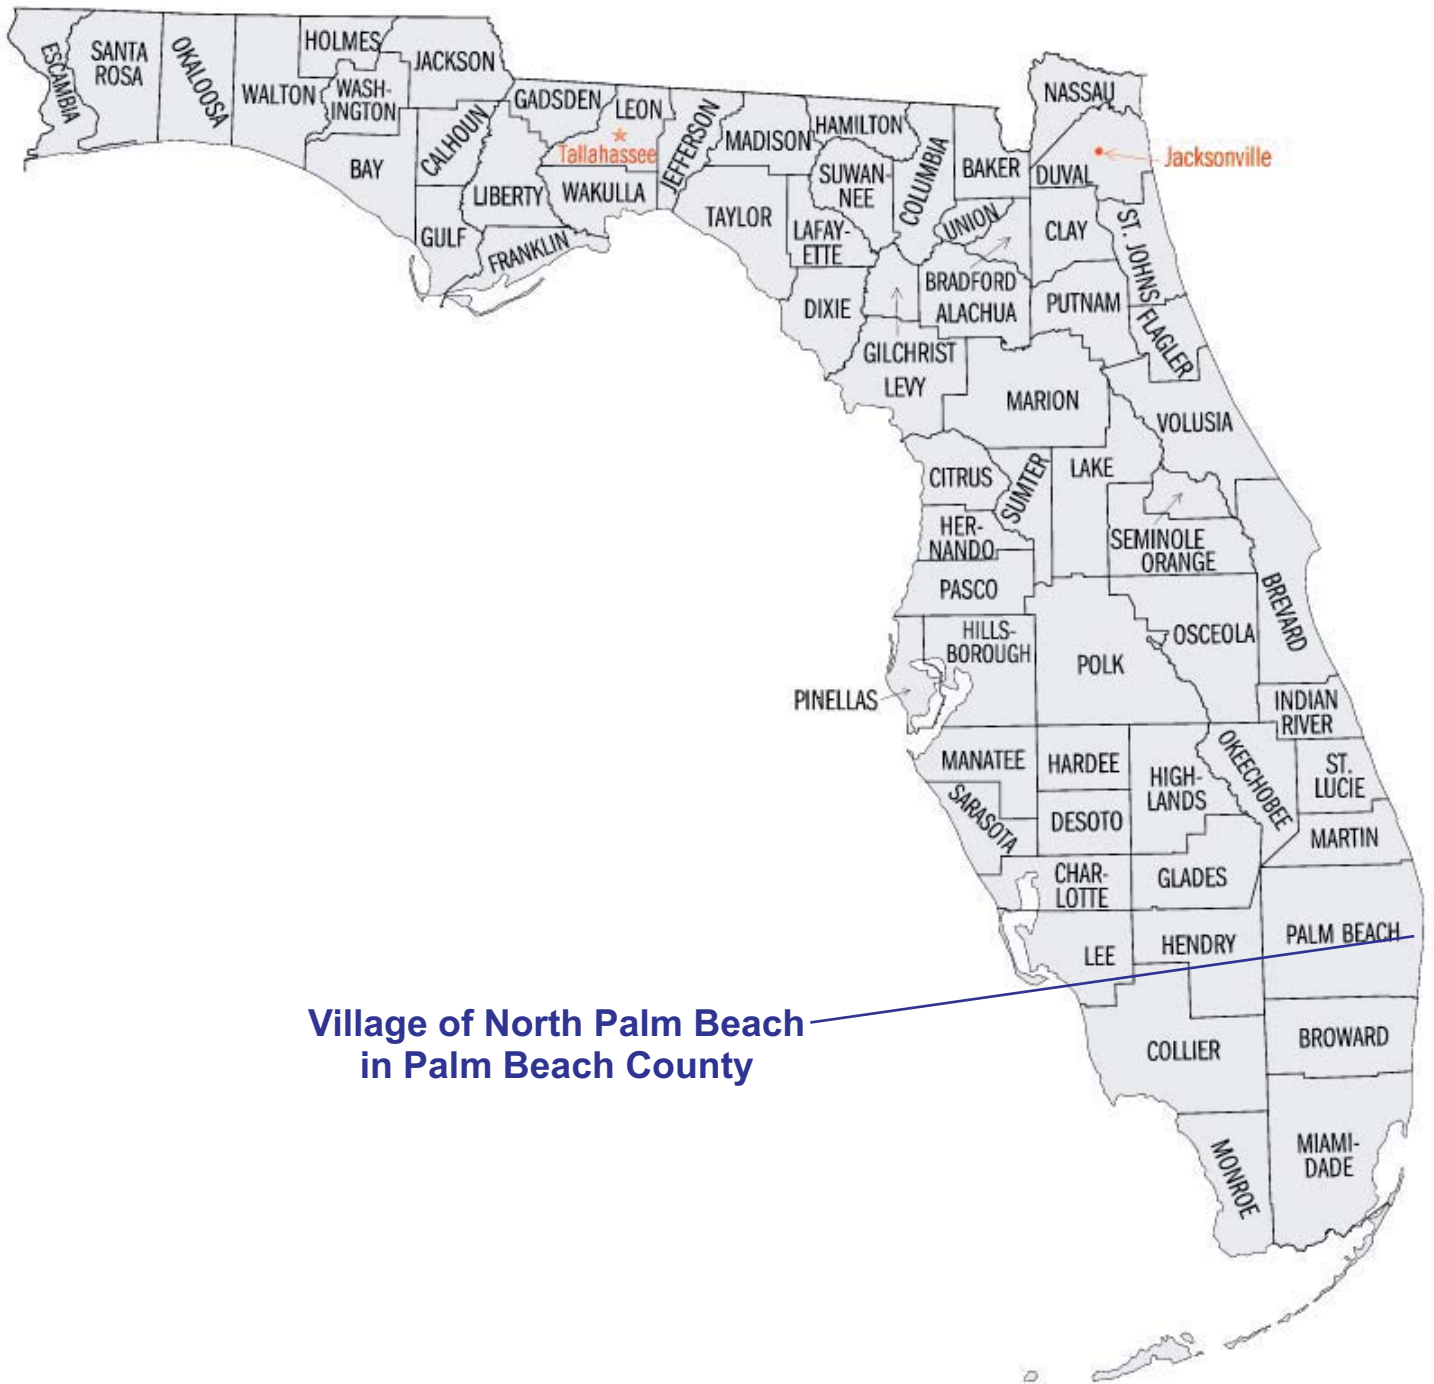 ESCAMBIA
SANTA
ROSA
OKALOOSA
WALTON
HOLMES
WASH-
INGTON
JACKSON
BAY
CALHOUN
GULF
GADSDEN
LIBERTY
FRANKLIN
LEON
Tallahassee
WAKULLA
JEFFERSON
MADISON
TAYLOR
HAMILTON
SUWAN-
NEE
LAFAY-
ETTE
DIXIE
COLUMBIA
BAKER
UNION
BRADFORD
ALACHUA
GILCHRIST
LEVY
NASSAU
DUVAL
Jacksonville
CLAY
ST. JOHNS
PUTNAM
FLAGLER
MARION
VOLUSIA
CITRUS
SUMTER
LAKE
HER-
NANDO
SEMINOLE
ORANGE
PASCO
BREVARD
HILLS-
BOROUGH
POLK
OSCEOLA
PINELLAS
INDIAN
RIVER
MANATEE
HARDEE
HIGH-
LANDS
OKEECHOBEE
ST.
LUCIE
SARASOTA
DESOTO
MARTIN
CHAR-
LOTTE
GLADES
LEE
HENDRY
PALM BEACH
Village of North Palm Beach
in Palm Beach County
COLLIER
BROWARD
MONROE
MIAMI-
DADE